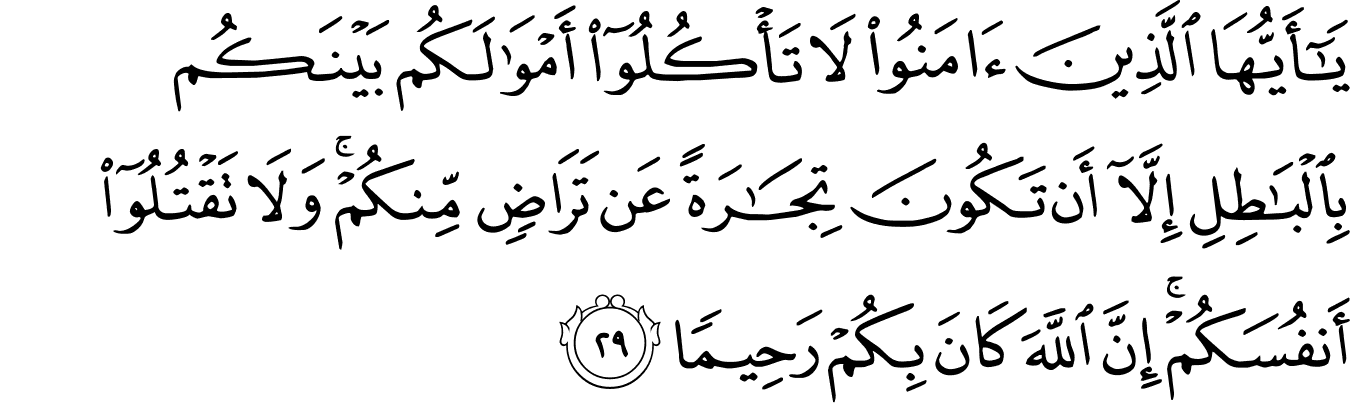 يَـٰٓأَيُّهَا ٱلَّذِينَ ءَامَنُوا۟ لَا تَأْكُلُوٓا۟ أَمْوَٰلَكُم بَيْنَكُم
بِٱلْبَـٰطِلِ إِلَّآ أَن تَكُونَ تِجَـٰرَةً عَن تَرَاضٍ مِّنكُمْ ۚ وَلَا تَقْتُلُوٓا۟
أَنفُسَكُمْ ۚ إِنَّ ٱللَّهَ كَانَ بِكُمْ رَحِيمًا ٢٩